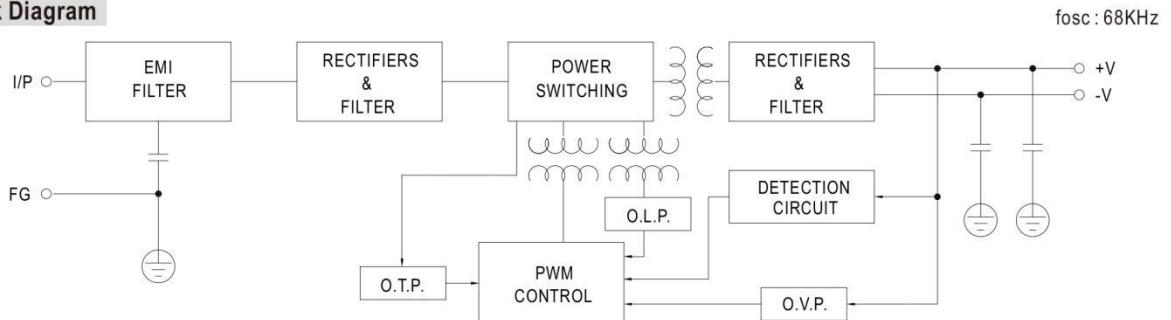 k Diagram
fosc : 68KHz
I/P
EMI
FILTER
RECTIFIERS
&
FILTER
POWER
SWITCHING
RECTIFIERS
&
FILTER
+V
-V
FG
O.L.P.
DETECTION
CIRCUIT
O.T.P.
PWM
CONTROL
O.V.P.